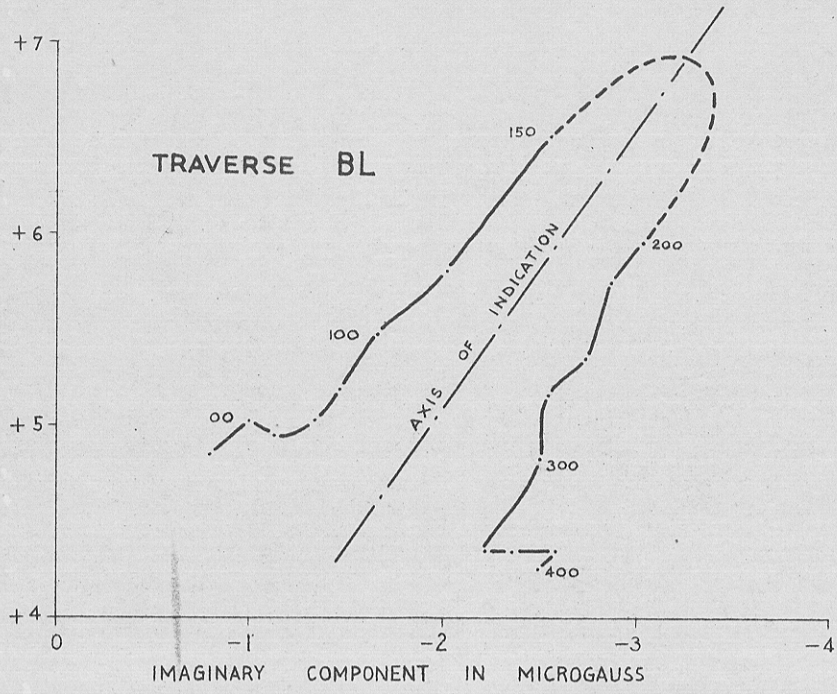 +7
150
TRAVERSE BL
+6
200
AXIS OF INDICATION
100
00
+5
300
400
+4
0 -1 -2 -3 -4
IMAGINARY COMPONENT IN MICROGAUSS